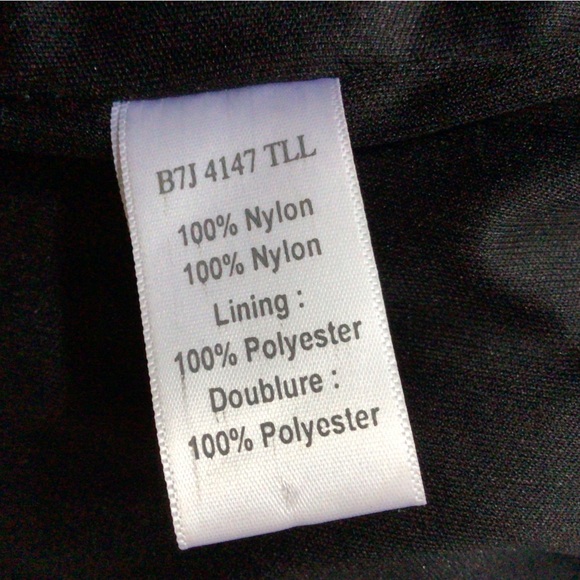 B7J 4147 TLL
100% Nylon
100% Nylon
Lining :
100% Polyester
Doublure :
100% Polyester